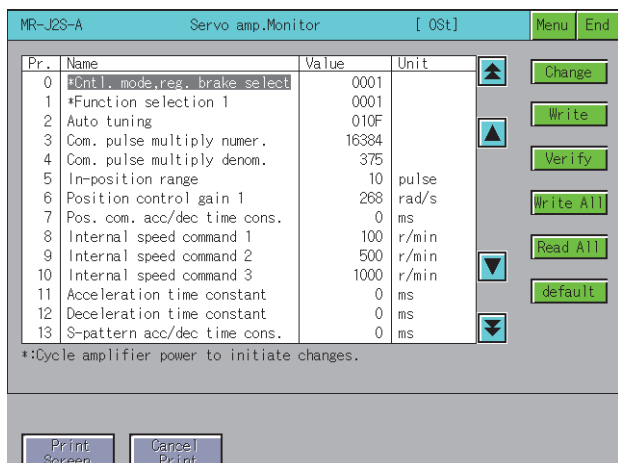 MR-J2S-A Servo amp.Monitor [ 0St] Menu End
Pr. Name Value Unit
0 *Cntl. mode,reg. brake select 0001
1 *Function selection 1 0001
2 Auto tuning 010F
3 Com. pulse multiply numer. 16384
4 Com. pulse multiply denom. 375
5 In-position range 10 pulse
6 Position control gain 1 268 rad/s
7 Pos. com. acc/dec time cons. 0 ms
8 Internal speed command 1 100 r/min
9 Internal speed command 2 500 r/min
10 Internal speed command 3 1000 r/min
11 Acceleration time constant 0 ms
12 Deceleration time constant 0 ms
13 S-pattern acc/dec time cons. 0 ms
*:Cycle amplifier power to initiate changes.
Change
Write
Verify
Write All
Read All
default
Print
Screen
Cancel
Print